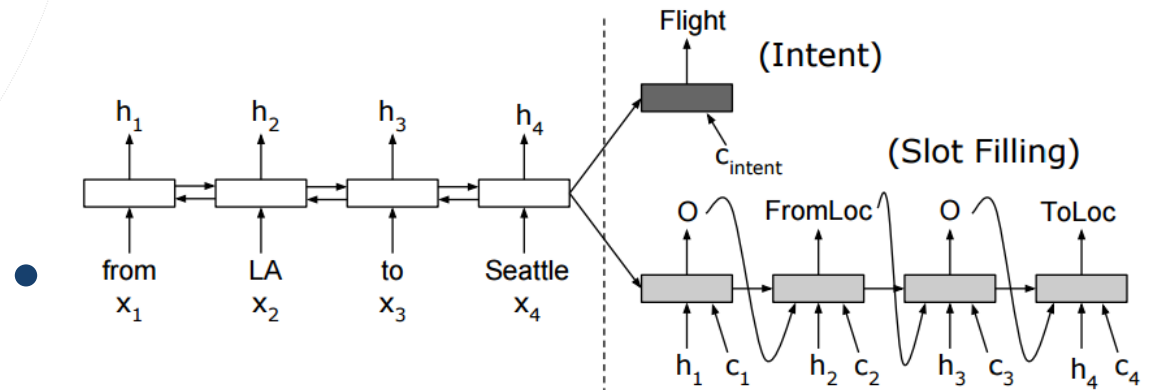 Flight
(Intent)
h1 h2 h3 h4
cintent
(Slot Filling)
O FromLoc O ToLoc
from LA to Seattle
x1 x2 x3 x4
h1 c1 h2 c2 h3 c3 h4 c4